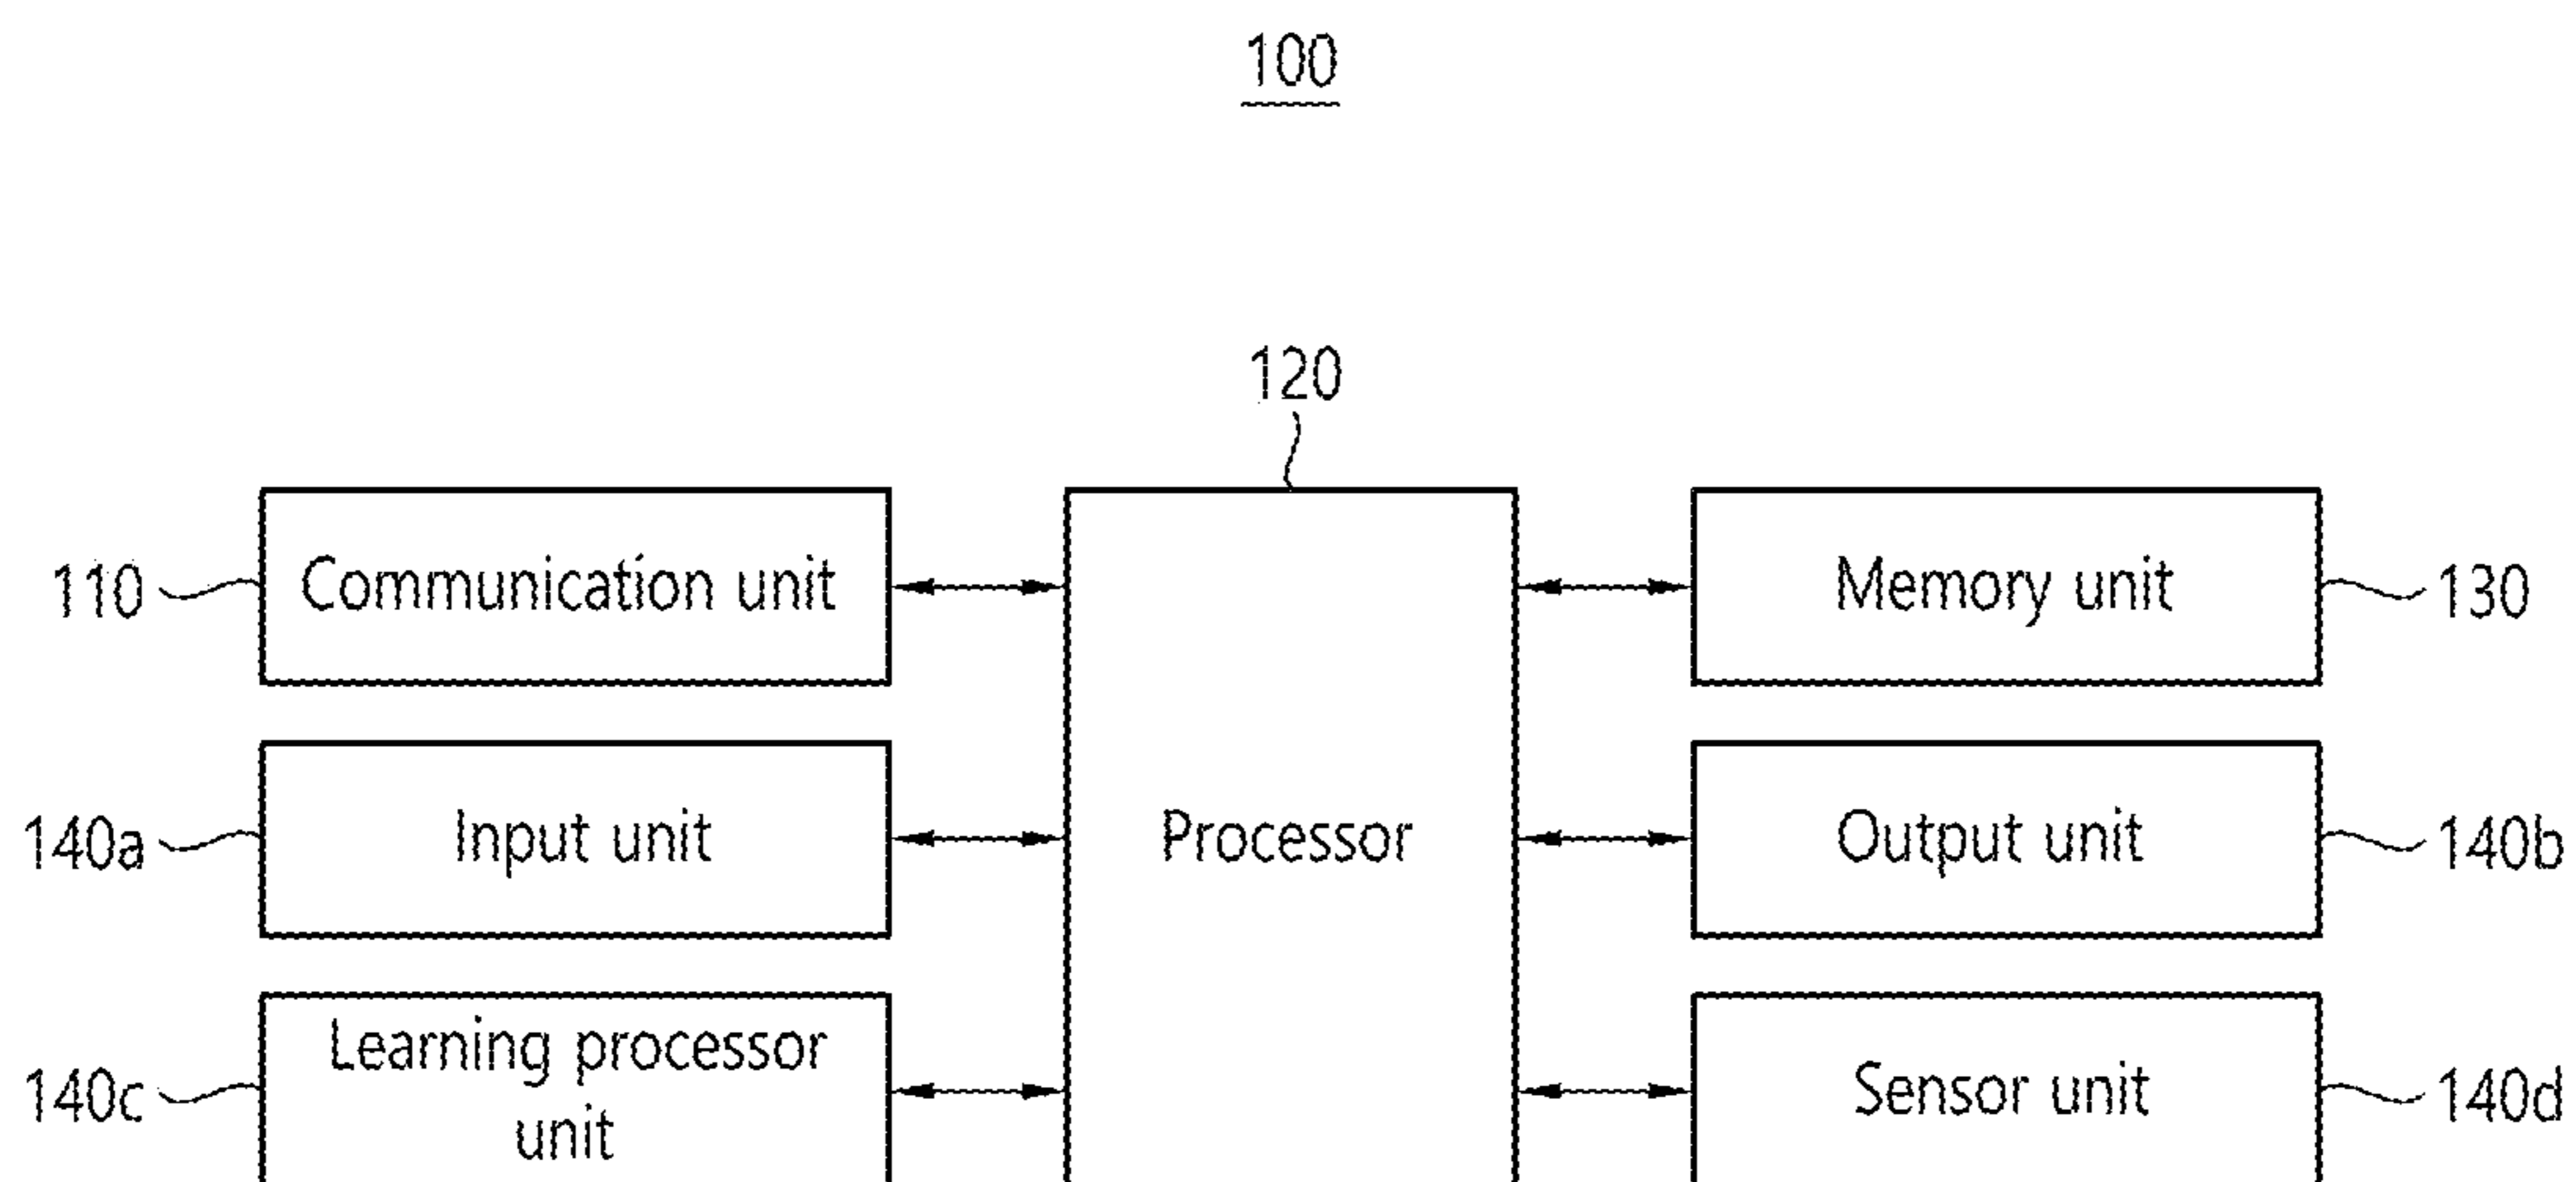 100
120
110
Communication unit
Memory unit
130
140a
Input unit
Processor
Output unit
140b
140c
Learning processor
unit
Sensor unit
140d